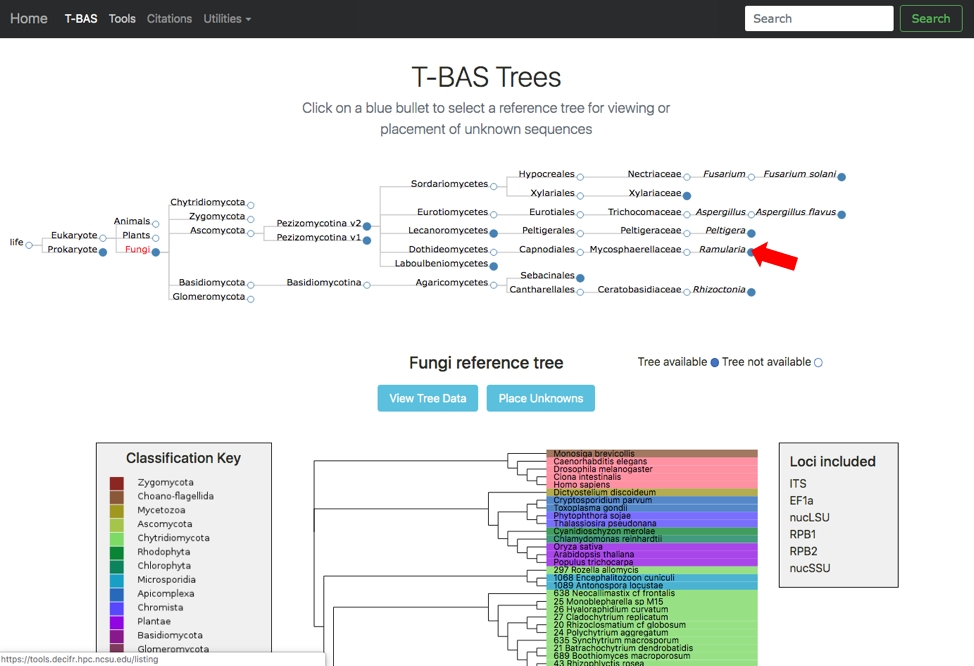 Home T-BAS Tools Citations Utilities Search Search
T-BAS Trees
Click on a blue bullet to select a reference tree for viewing or
placement of unknown sequences
life
Eukaryote
Prokaryote
Animals
Plants
Fungi
Chytridiomycota
Zygomycota
Ascomycota
Basidiomycota
Glomeromycota
Pezizomycotina v2
Pezizomycotina v1
Basidiomycotina
Sordariomycetes
Eurotiomycetes
Lecanoromycetes
Dothideomycetes
Laboulbeniomycetes
Agaricomycetes
Hypocreales
Xylariales
Eurotiales
Peltigerales
Capnodiales
Sebacinales
Cantharellales
Nectriaceae
Xylariaceae
Trichocomaceae
Peltigeraceae
Mycosphaerellaceae
Ceratobasidiaceae
Fusarium
Aspergillus
Peltigera
Ramularia
Rhizoctonia
Fusarium solani
Aspergillus flavus
Fungi reference tree
Tree available Tree not available
View Tree Data Place Unknowns
Classification Key
Zygomycota
Choano-flagellida
Mycetozoa
Ascomycota
Chytridiomycota
Rhodophyta
Chlorophyta
Microsporidia
Apicomplexa
Chromista
Plantae
Basidiomycota
Glomeromycota
Monosiga brevicollis
Caenorhabditis elegans
Drosophila melanogaster
Ciona intestinalis
Homo sapiens
Dictyostelium discoideum
Cryptosporidium parvum
Toxoplasma gondii
Phytophthora sojae
Thalassiosira pseudonana
Cyanidioschyzon merolae
Chlamydomonas reinhardtii
Oryza sativa
Arabidopsis thaliana
Populus trichocarpa
297 Rozella allomycis
1068 Encephalitozoon cuniculi
1089 Antonospora locustae
638 Neocallimastix cf frontalis
25 Monoblepharella sp M15
26 Hyaloraphidium curvatum
27 Cladochytrium replicatum
20 Rhizoclosmatium cf globosum
24 Polychytrium aggregatum
635 Synchytrium macrosporum
21 Batrachochytrium dendrobatidis
689 Boothiomyces macroporosum
43 Rhizophlyctis rosea
Loci included
ITS
EF1a
nucLSU
RPB1
RPB2
nucSSU
https://tools.decifr.hpc.ncsu.edu/listing